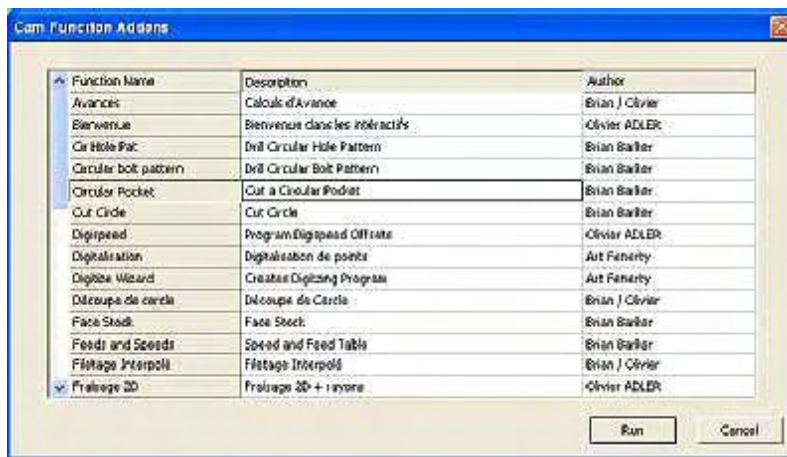 Cam Function Addons
Function Name Description Author
Avances Calculs d'Avance Brian / Olivier
Bienvenue Bienvenue dans les intéractifs Olivier ADLER
Cir Hole Pat Drill Circular Hole Pattern Brian Barker
Circular bolt pattern Drill Circular Bolt Pattern Brian Barker
Circular Pocket Cut a Circular Pocket Brian Barker
Cut Circle Cut Circle Brian Barker
Digispeed Program Digispeed Offsets Olivier ADLER
Digitalisation Digitalisation de points Art Fenerty
Digitize Wizard Creates Digitzing Program Art Fenerty
Découpe de cercle Découpe de Cercle Brian / Olivier
Face Stock Face Stock Brian Barker
Feeds and Speeds Speed and Feed Table Brian Barker
Filetage Interpolé Filetage Interpolé Brian / Olivier
Fraisage 2D Fraisage 2D + rayons Olivier ADLER
Run Cancel